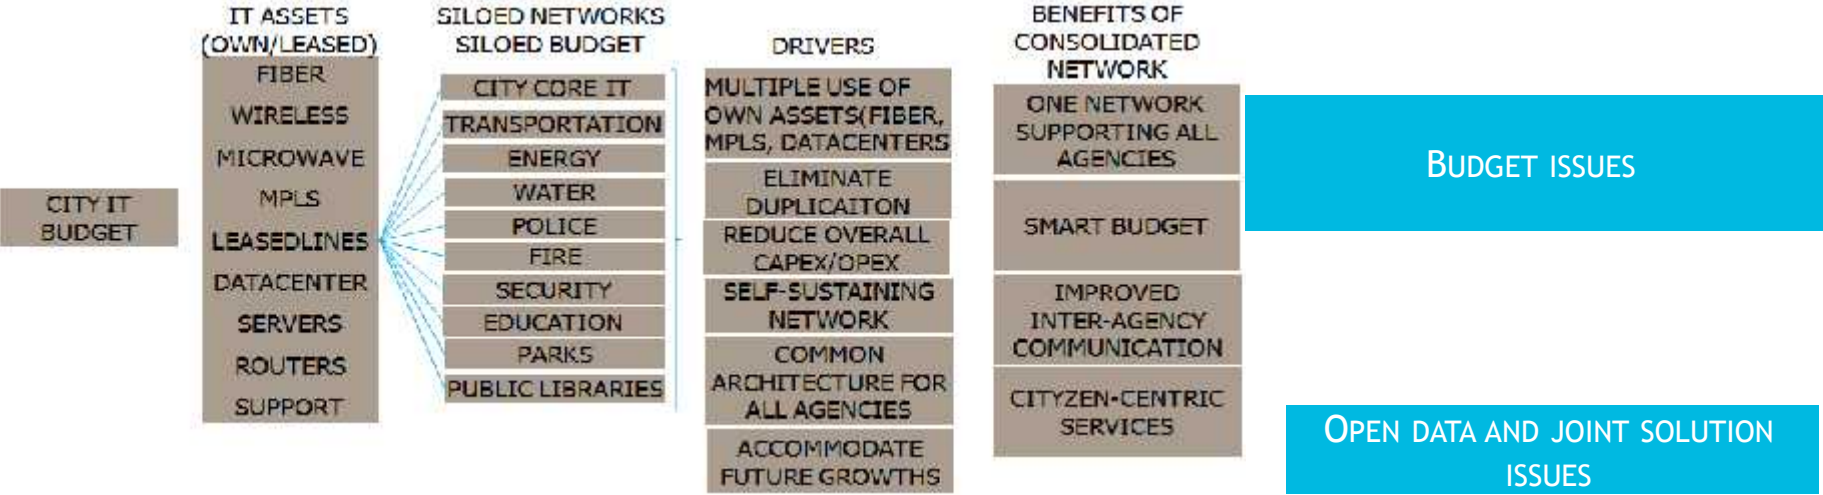 CITY IT
BUDGET
IT ASSETS
(OWN/LEASED)
FIBER
WIRELESS
MICROWAVE
MPLS
LEASEDLINES
DATACENTER
SERVERS
ROUTERS
SUPPORT
SILOED NETWORKS
SILOED BUDGET
CITY CORE IT
TRANSPORTATION
ENERGY
WATER
POLICE
FIRE
SECURITY
EDUCATION
PARKS
PUBLIC LIBRARIES
DRIVERS
MULTIPLE USE OF
OWN ASSETS(FIBER,
MPLS, DATACENTERS
ELIMINATE
DUPLICAITON
REDUCE OVERALL
CAPEX/OPEX
SELF-SUSTAINING
NETWORK
COMMON
ARCHITECTURE FOR
ALL AGENCIES
ACCOMMODATE
FUTURE GROWTHS
BENEFITS OF
CONSOLIDATED
NETWORK
ONE NETWORK
SUPPORTING ALL
AGENCIES
SMART BUDGET
IMPROVED
INTER-AGENCY
COMMUNICATION
CITYZEN-CENTRIC
SERVICES
BUDGET ISSUES
OPEN DATA AND JOINT SOLUTION
ISSUES